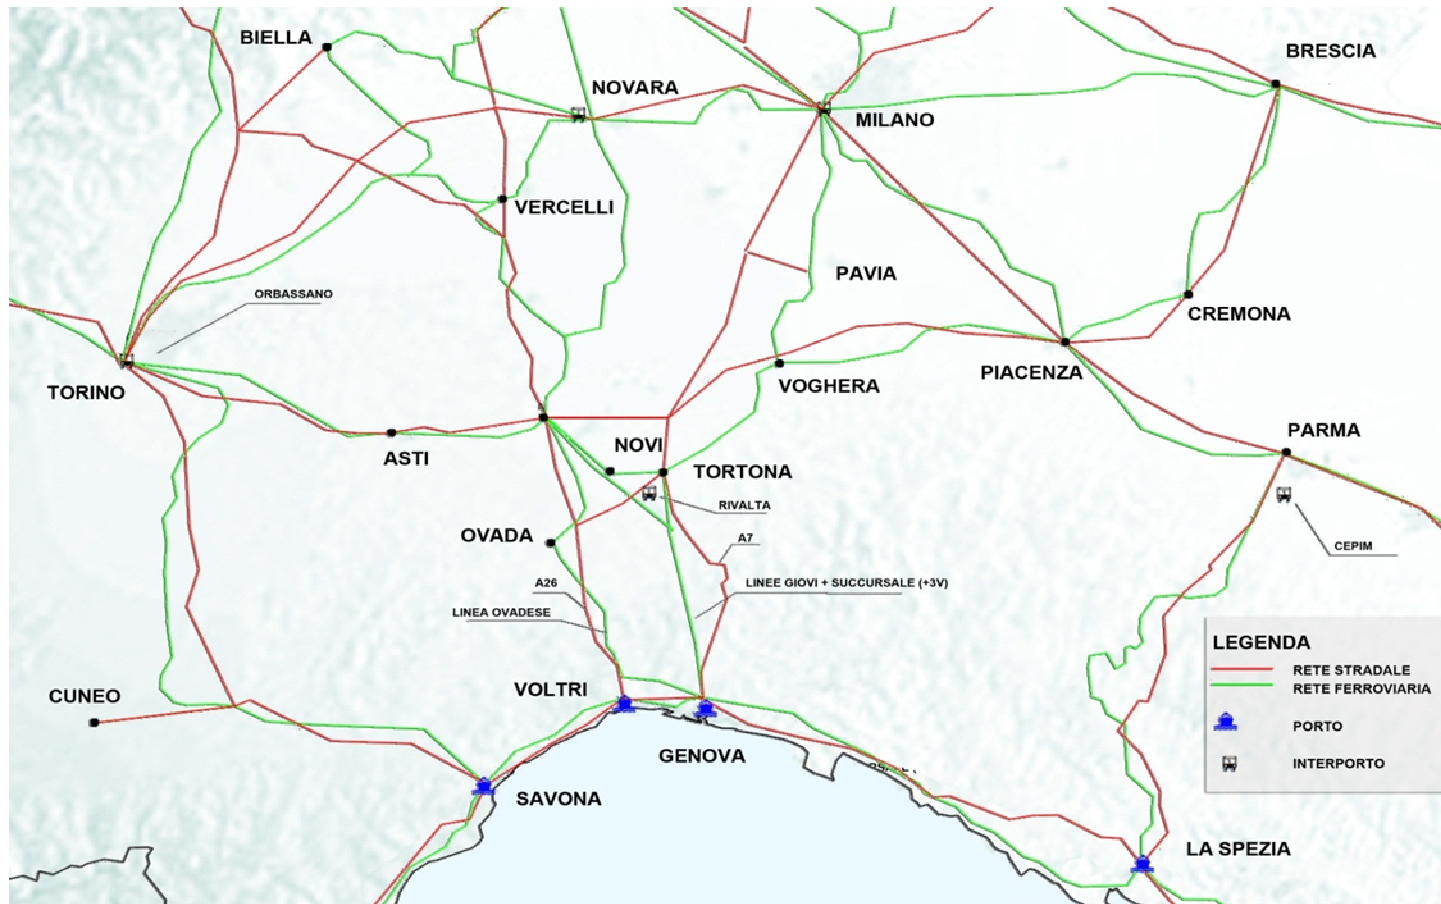 BIELLA
BRESCIA
NOVARA
MILANO
VERCELLI
PAVIA
ORBASSANO
CREMONA
TORINO
PIACENZA
VOGHERA
PARMA
NOVI
ASTI
TORTONA
RIVALTA
OVADA
A7
CEPIM
A26
LINEE GIOVI + SUCCURSALE (+3V)
LINEA OVADESE
LEGENDA
RETE STRADALE
RETE FERROVIARIA
CUNEO
VOLTRI
PORTO
GENOVA
INTERPORTO
SAVONA
LA SPEZIA